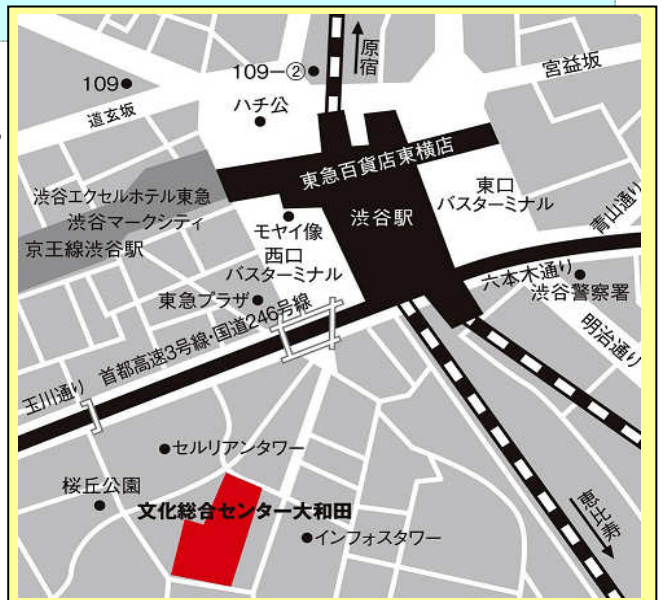 原宿
宮益坂
109
109-②
道玄坂
ハチ公
東急百貨店東横店
渋谷エクセルホテル東急
渋谷マークシティ
京王線渋谷駅
モヤイ像
西口
バスターミナル
渋谷駅
東口
バスターミナル
青山通り
六本木通り
渋谷警察署
明治通り
東急プラザ
首都高速3号線・国道246号線
玉川通り
セルリアンタワー
桜丘公園
文化総合センター大和田
インフォスタワー
恵比寿